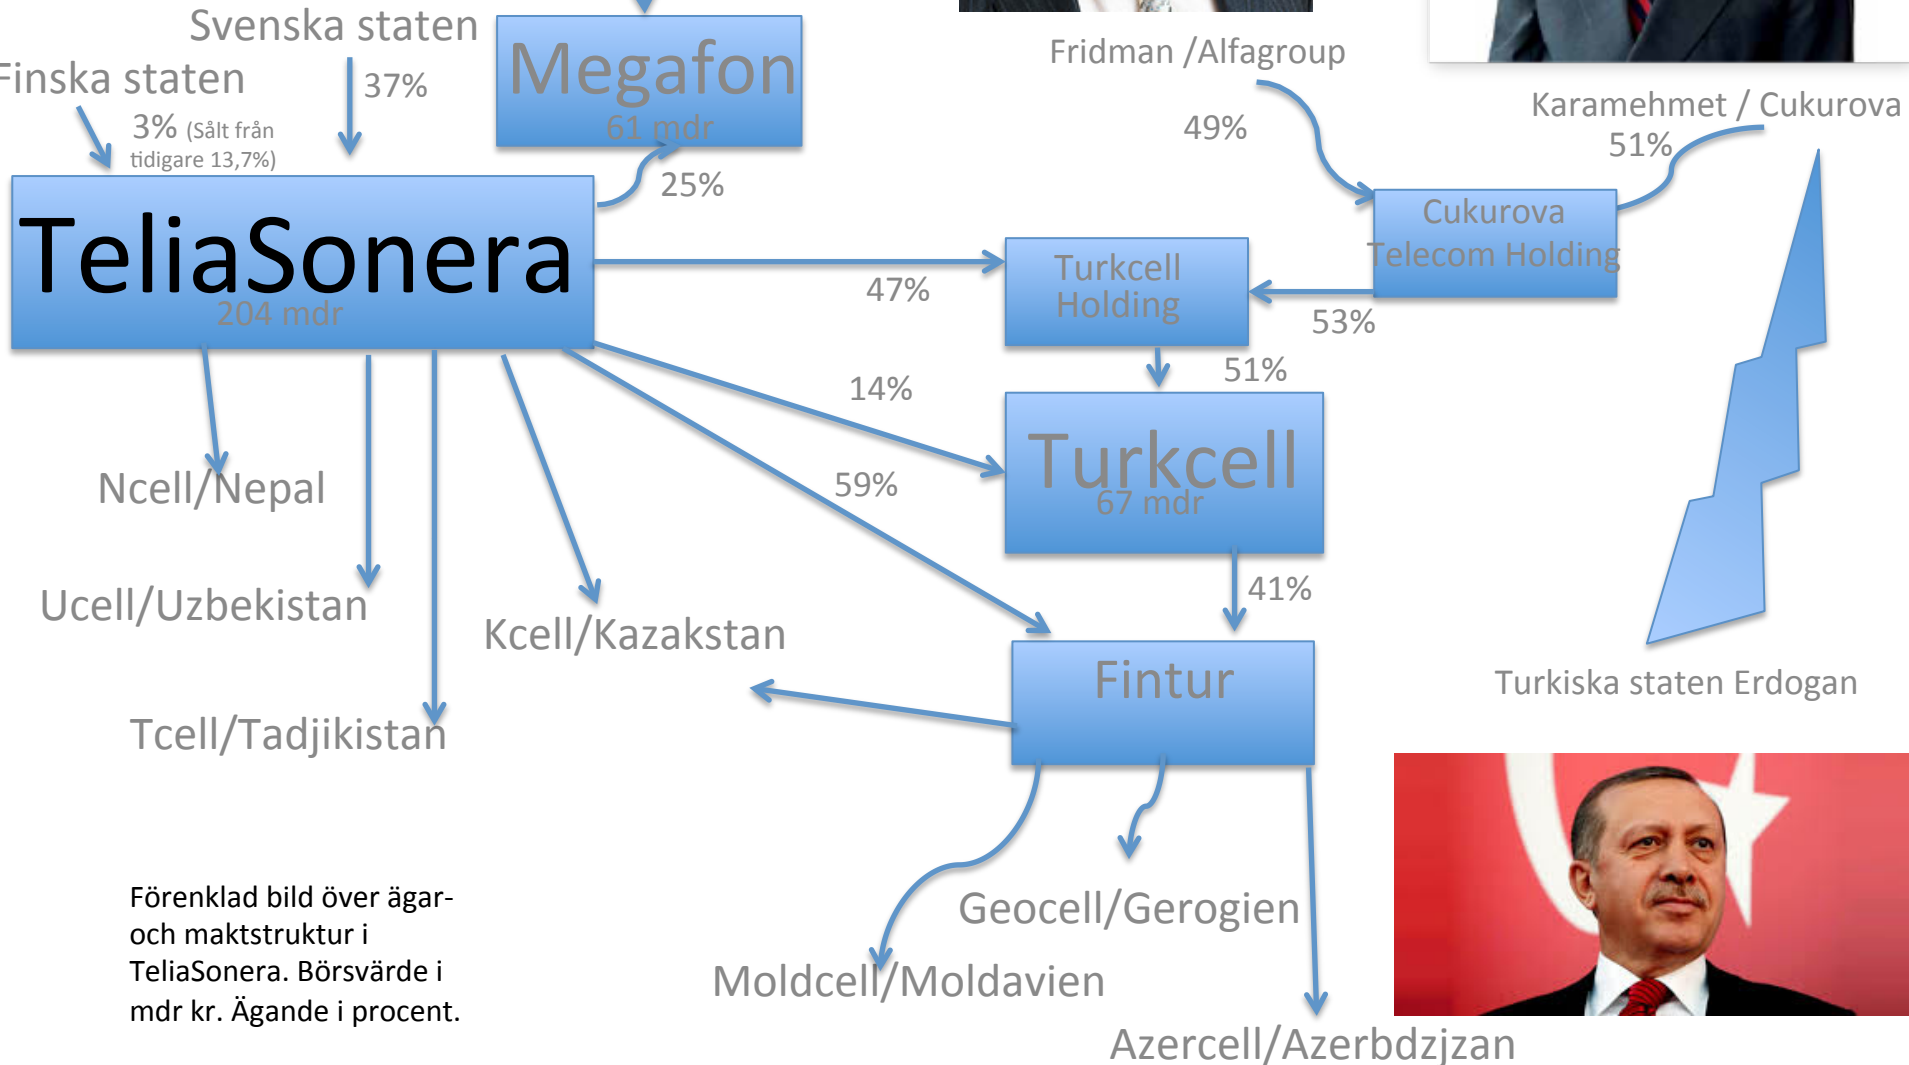 Svenska staten
Finska staten
37%
3% (Sålt från
tidigare 13,7%)
Megafon
61 mdr
25%
Fridman /Alfagroup
49%
Karamehmet / Cukurova
51%
TeliaSonera
204 mdr
47%
Turkcell
Holding
Cukurova
Telecom Holding
53%
51%
14%
Turkcell
67 mdr
59%
41%
Ncell/Nepal
Ucell/Uzbekistan
Kcell/Kazakstan
Tcell/Tadjikistan
Fintur
Turkiska staten Erdogan
Geocell/Gerogien
Moldcell/Moldavien
Azercell/Azerbdzjzan
Förenklad bild över ägar-
och maktstruktur i
TeliaSonera. Börsvärde i
mdr kr. Ägande i procent.